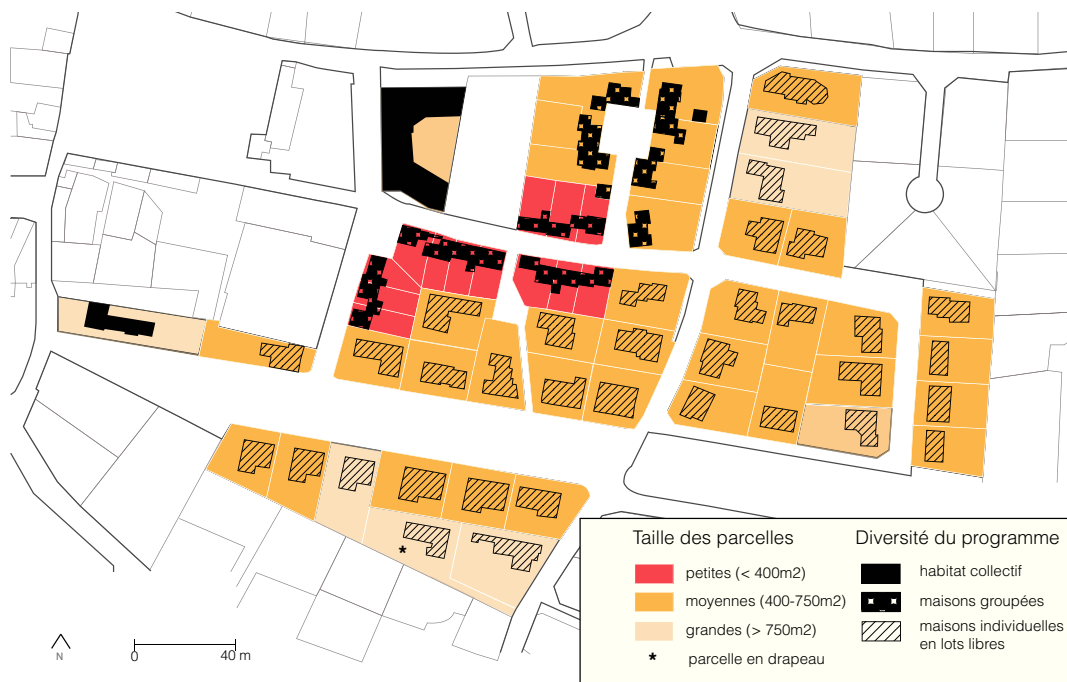 Taille des parcelles
petites (< 400m2)
moyennes (400-750m2)
grandes (> 750m2)
* parcelle en drapeau
Diversité du programme
habitat collectif
maisons groupées
maisons individuelles
en lots libres
*
N
0 40 m